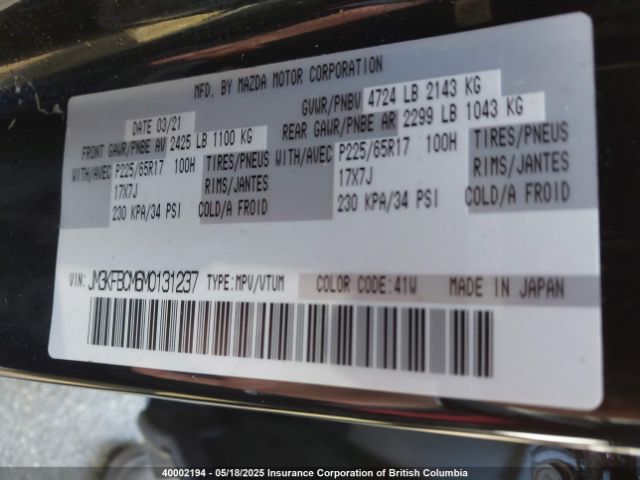 MFD. BY MAZDA MOTOR CORPORATION
DATE 03/21 GVWR/PNBV 4724 LB 2143 KG
FRONT GAWR/PNBE AV 2425 LB 1100 KG REAR GAWR/PNBE AR 2299 LB 1043 KG
WITH/AVEC P225/65R17 100H TIRES/PNEUS WITH/AVEC P225/65R17 100H TIRES/PNEUS
17X7J RIMS/JANTES 17X7J RIMS/JANTES
230 KPA/34 PSI COLD/A FROID 230 KPA/34 PSI COLD/A FROID
VIN: JM3KFBCM6M0131237 TYPE:MPV/VTUM COLOR CODE:41W MADE IN JAPAN
40002194 - 05/18/2025 Insurance Corporation of British Columbia